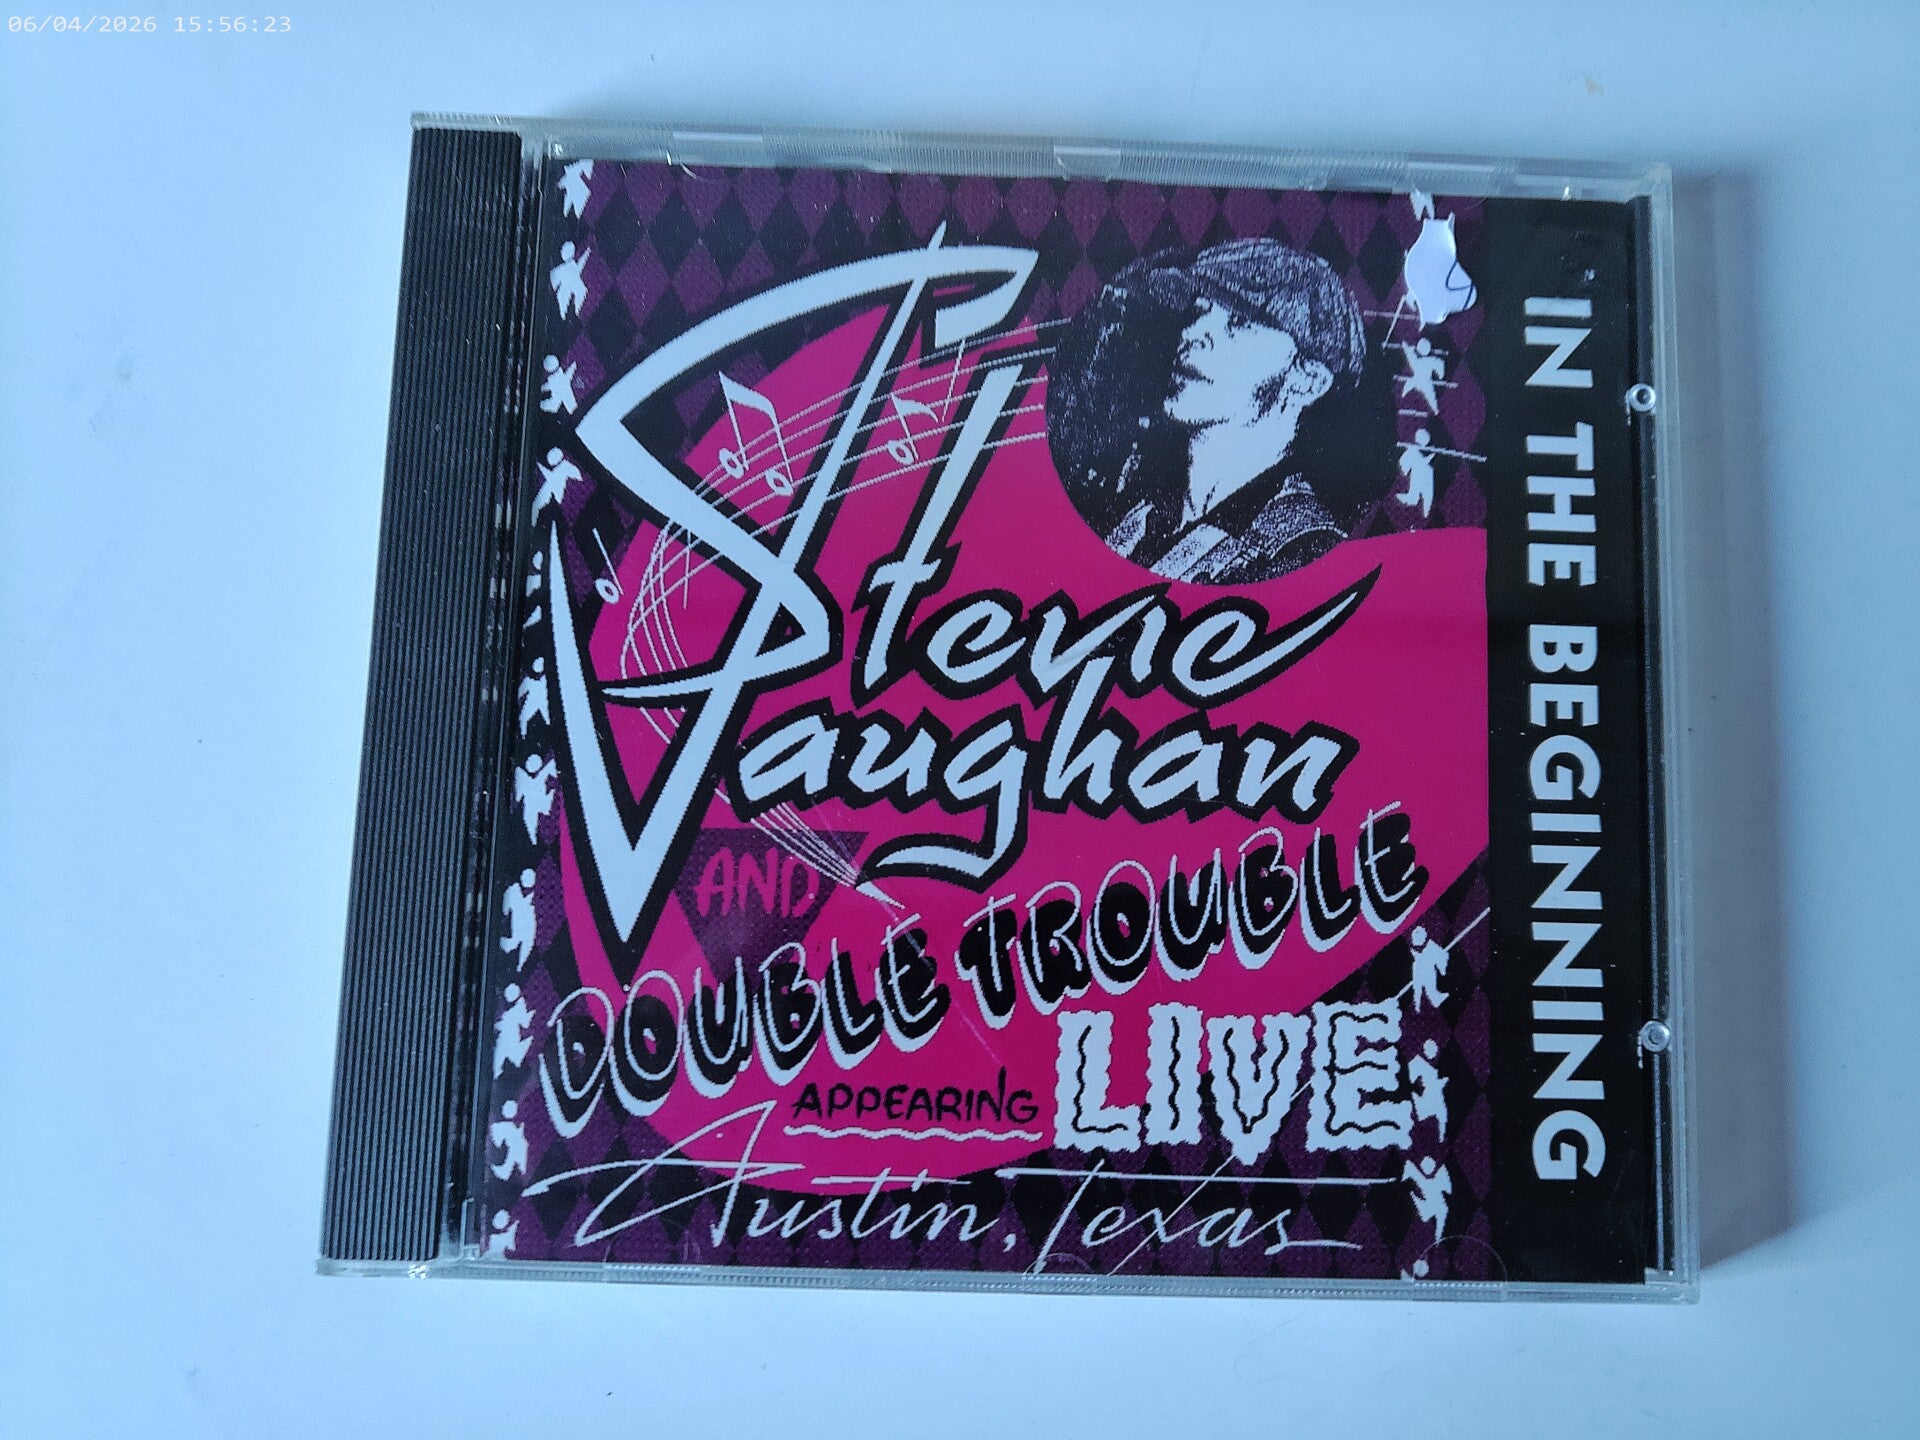 06/04/2026 15:56:23
Stevie
Vaughan
AND
DOUBLE TROUBLE
APPEARING LIVE
Austin, Texas
IN THE BEGINNING